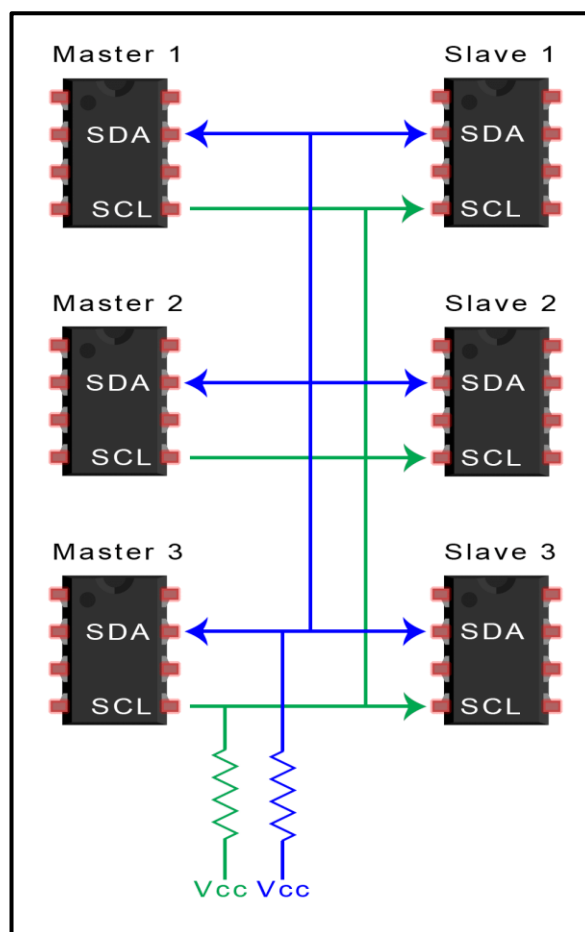 Master 1 Slave 1
SDA SDA
SCL SCL
Master 2 Slave 2
SDA SDA
SCL SCL
Master 3 Slave 3
SDA SDA
SCL SCL
Vcc Vcc